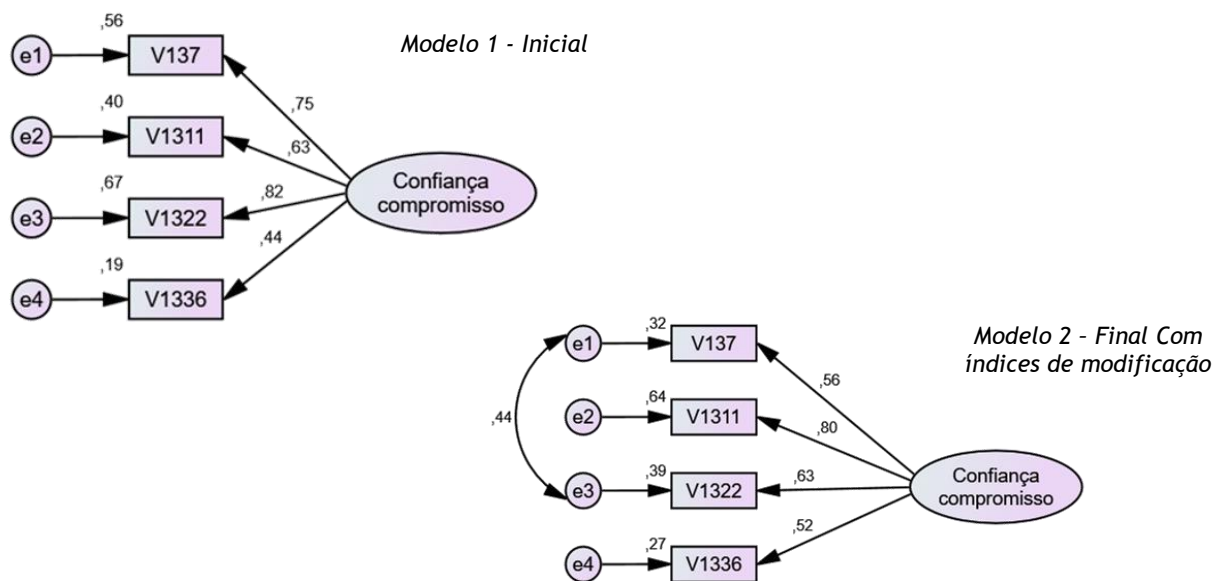 Modelo 1 - Inicial
e1
,56
V137
,75
e2
,40
V1311
,63
e3
,67
V1322
,82
e4
,19
V1336
,44
Confiança
compromisso
Modelo 2 – Final Com
índices de modificação
,44
e1
,32
V137
,56
e2
,64
V1311
,80
e3
,39
V1322
,63
e4
,27
V1336
,52
Confiança
compromisso